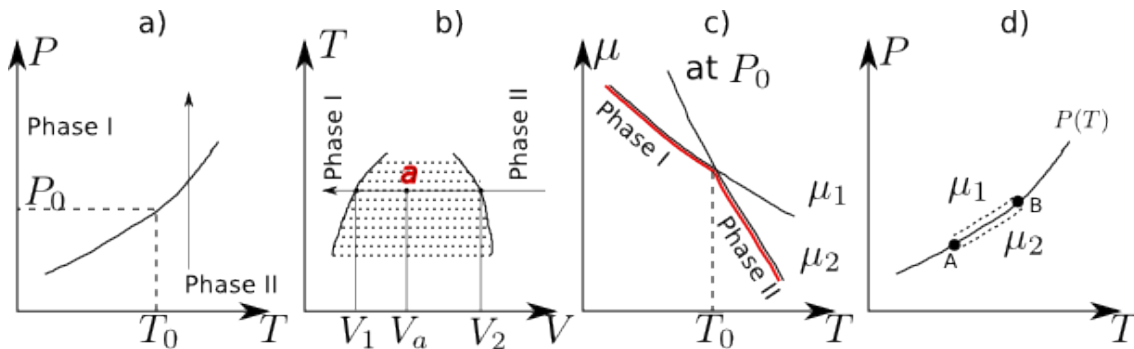 a)
P
Phase I
P₀
Phase II
T₀
T
b)
T
Phase I
Phase II
a
V₁
Vₐ
V₂
V
c)
μ
at P₀
Phase I
μ₁
Phase II
μ₂
T₀
T
d)
P
P(T)
μ₁
B
μ₂
A
T